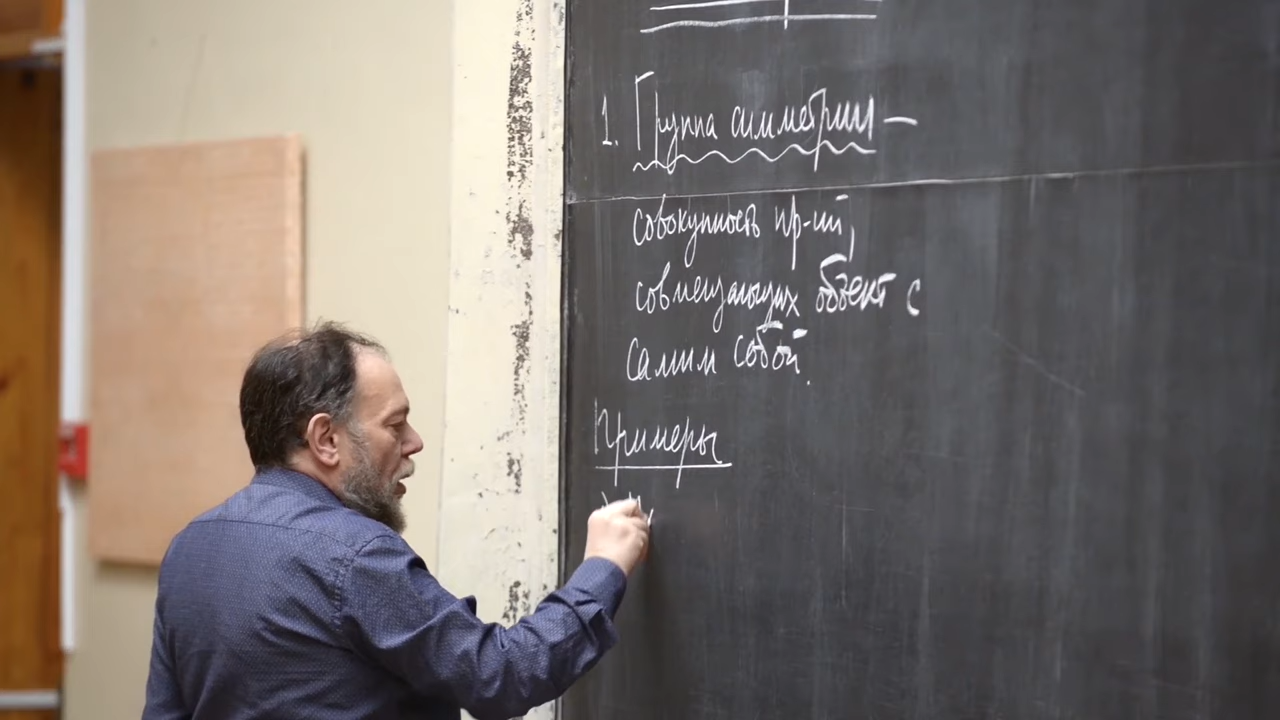 1. Группа симметрии —
совокупность пр-ий,
совмещающих объект с
самим собой.
Примеры